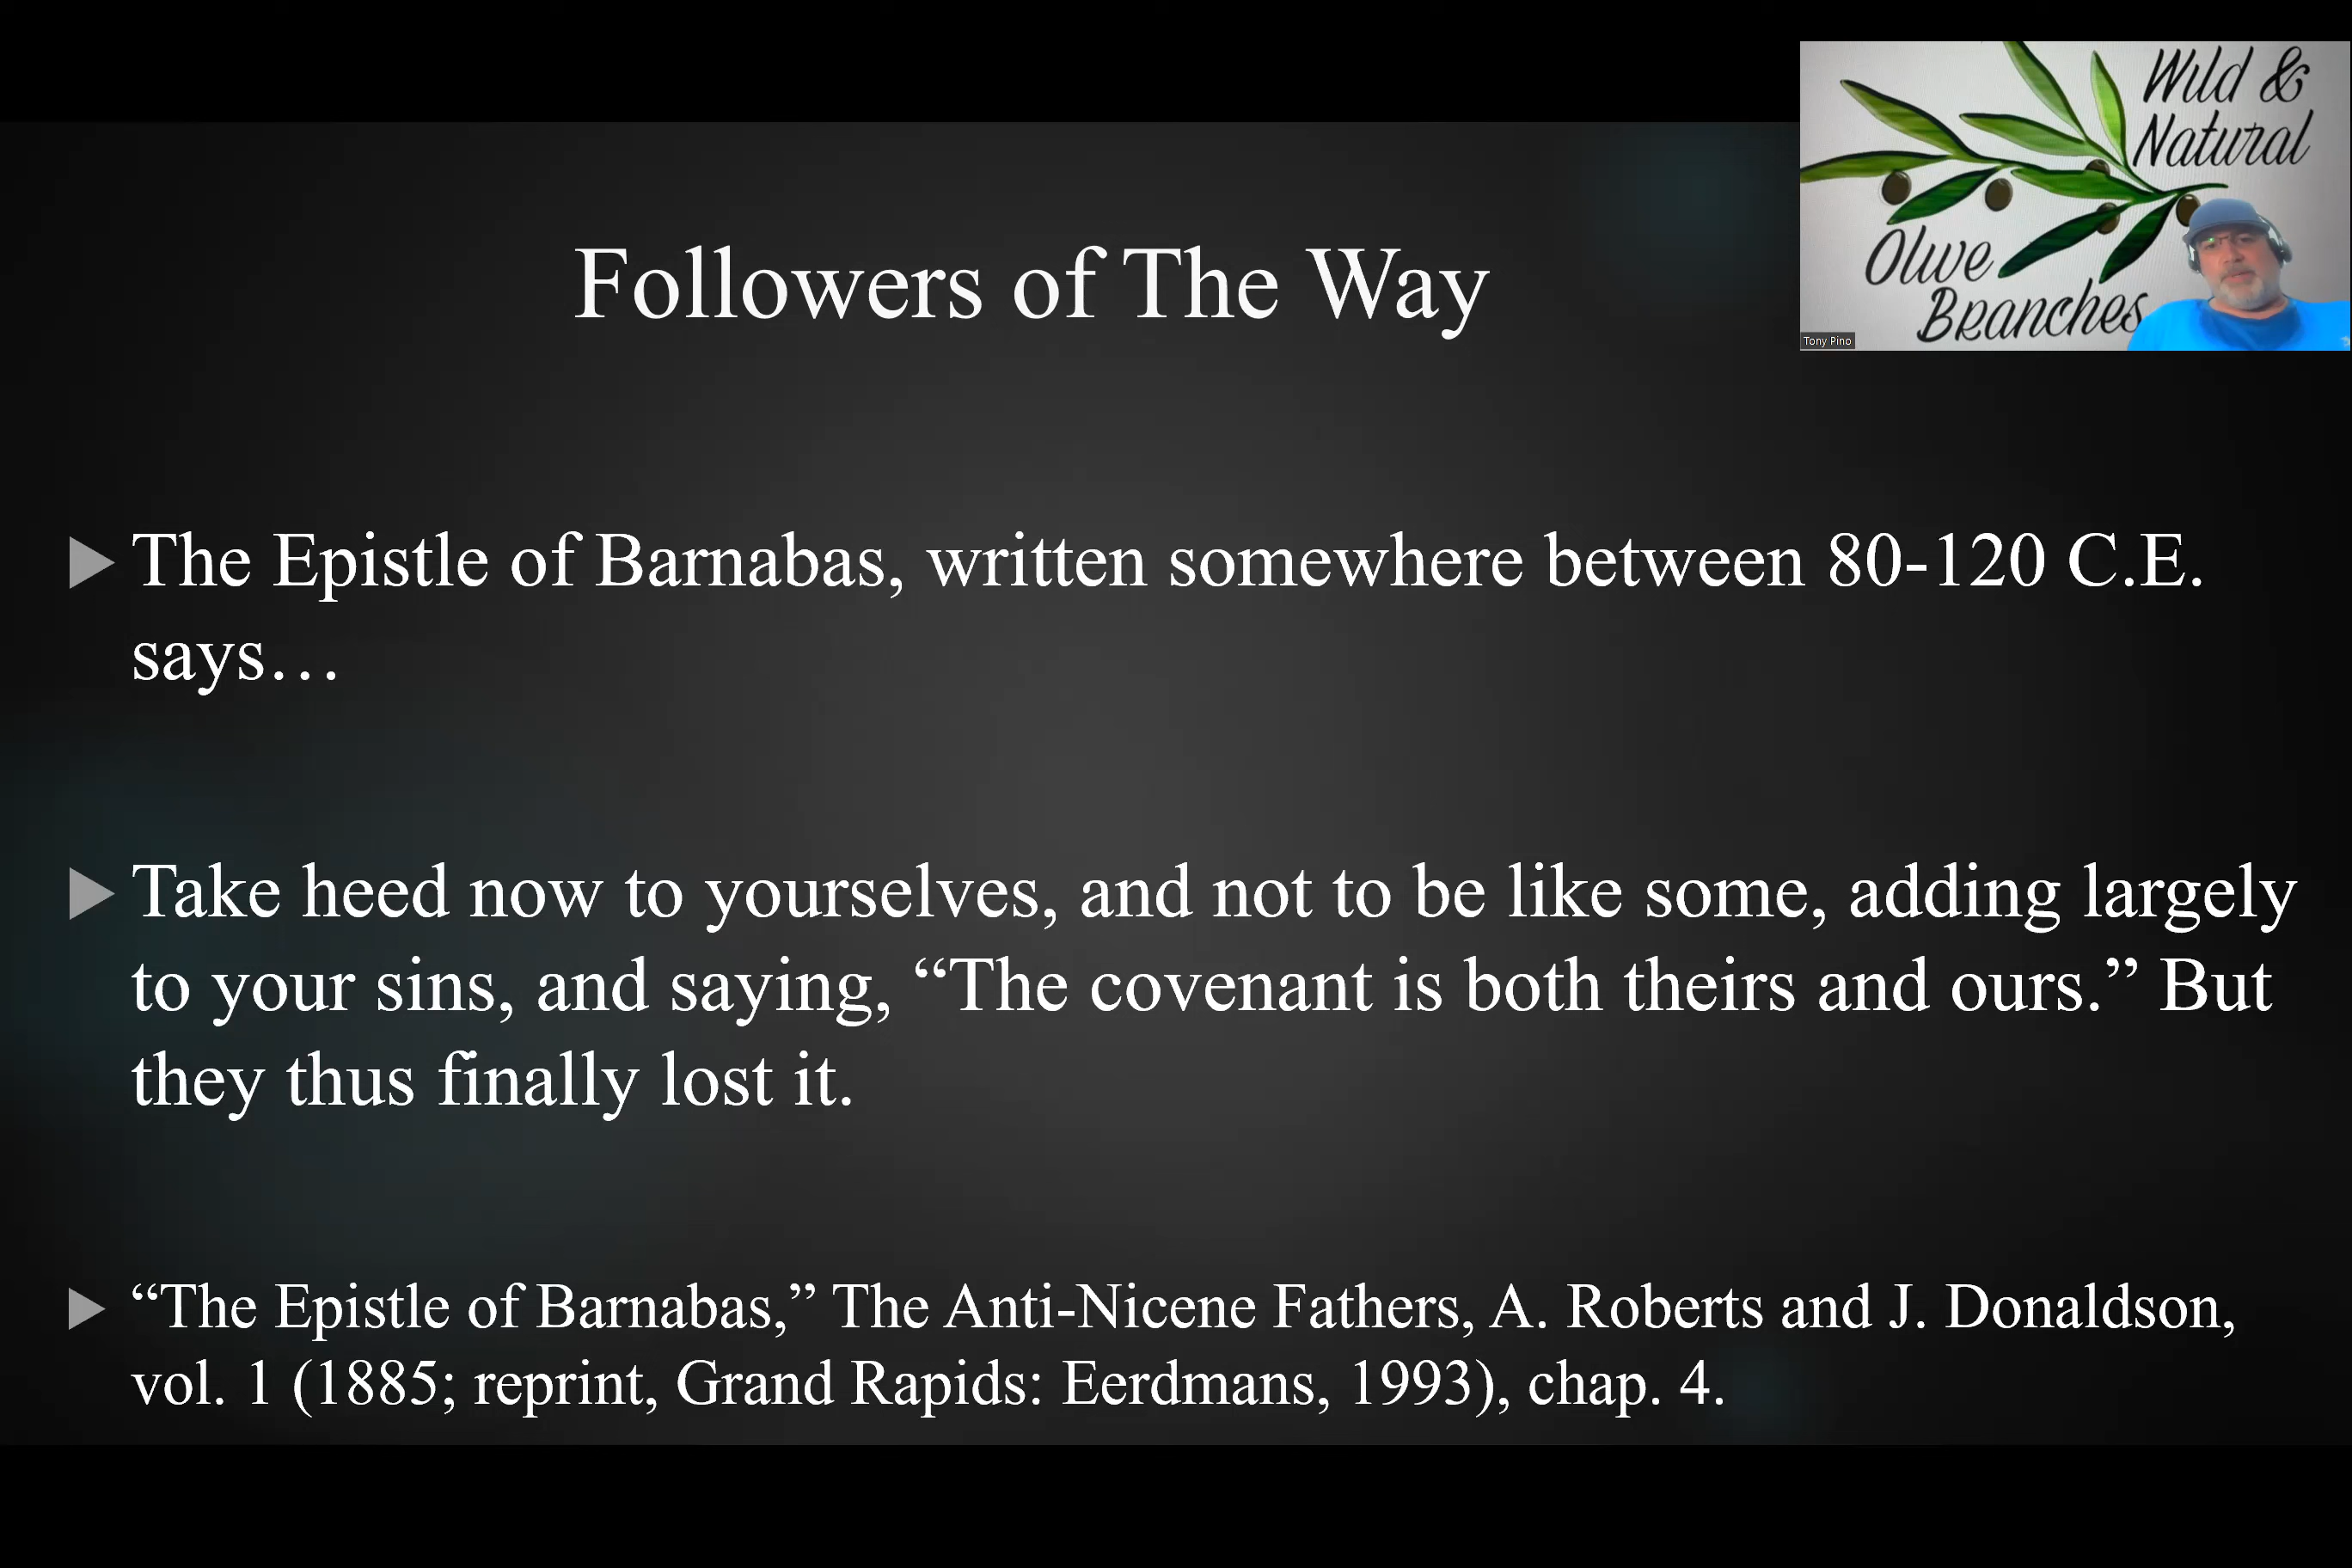 Wild &
Natural
Olive
Branches
Tony Pino
Followers of The Way
The Epistle of Barnabas, written somewhere between 80-120 C.E.
says…
Take heed now to yourselves, and not to be like some, adding largely
to your sins, and saying, “The covenant is both theirs and ours.” But
they thus finally lost it.
“The Epistle of Barnabas,” The Anti-Nicene Fathers, A. Roberts and J. Donaldson,
vol. 1 (1885; reprint, Grand Rapids: Eerdmans, 1993), chap. 4.